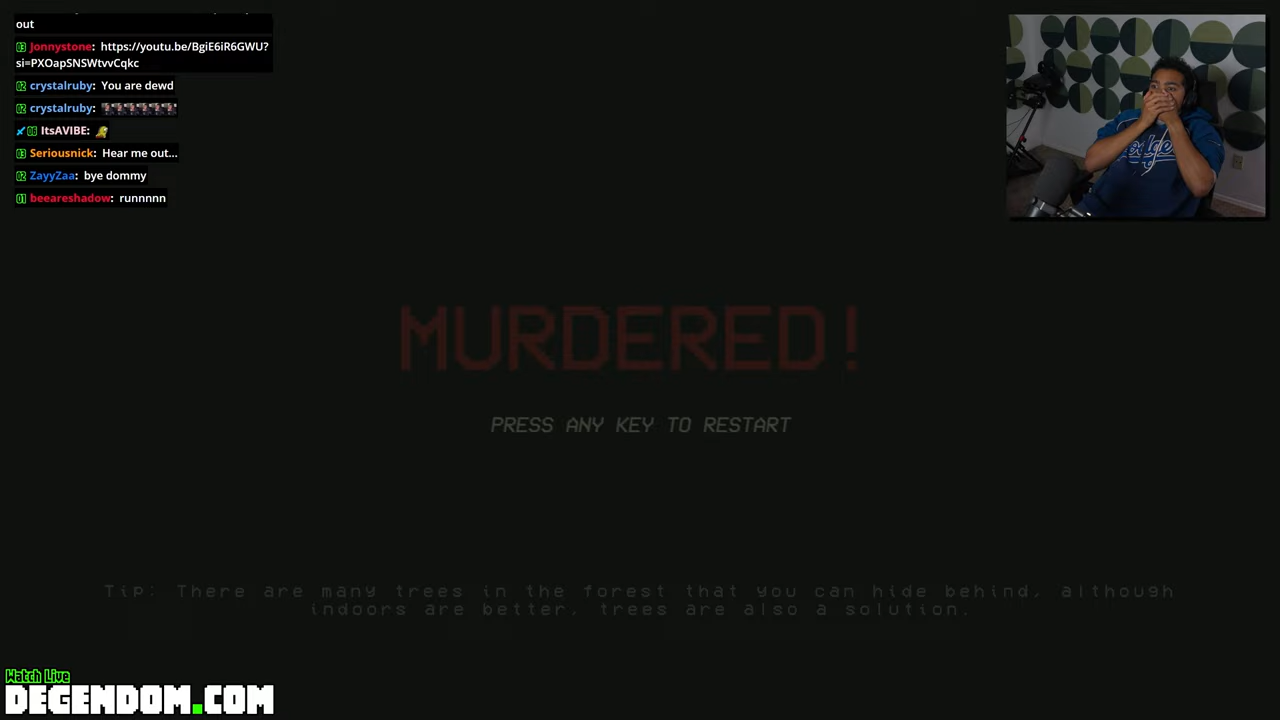 out
Jonnystone: https://youtu.be/BgiE6iR6GWU?
si=PXOapSNSWtvvCqkc
crystalruby: You are dewd
crystalruby:
ItsAVIBE:
Seriousnick: Hear me out...
ZayyZaa: bye dommy
beeareshadow: runnnnn
MURDERED!
PRESS ANY KEY TO RESTART
Tip: There are many trees in the forest that you can hide behind, although
indoors are better, trees are also a solution.
Watch Live
DEGENDOM.COM